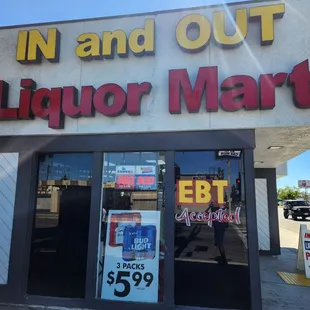 IN and OUT
Liquor Mart
EBT
Accepted
BUD
LIGHT
3 PACKS
$5.99